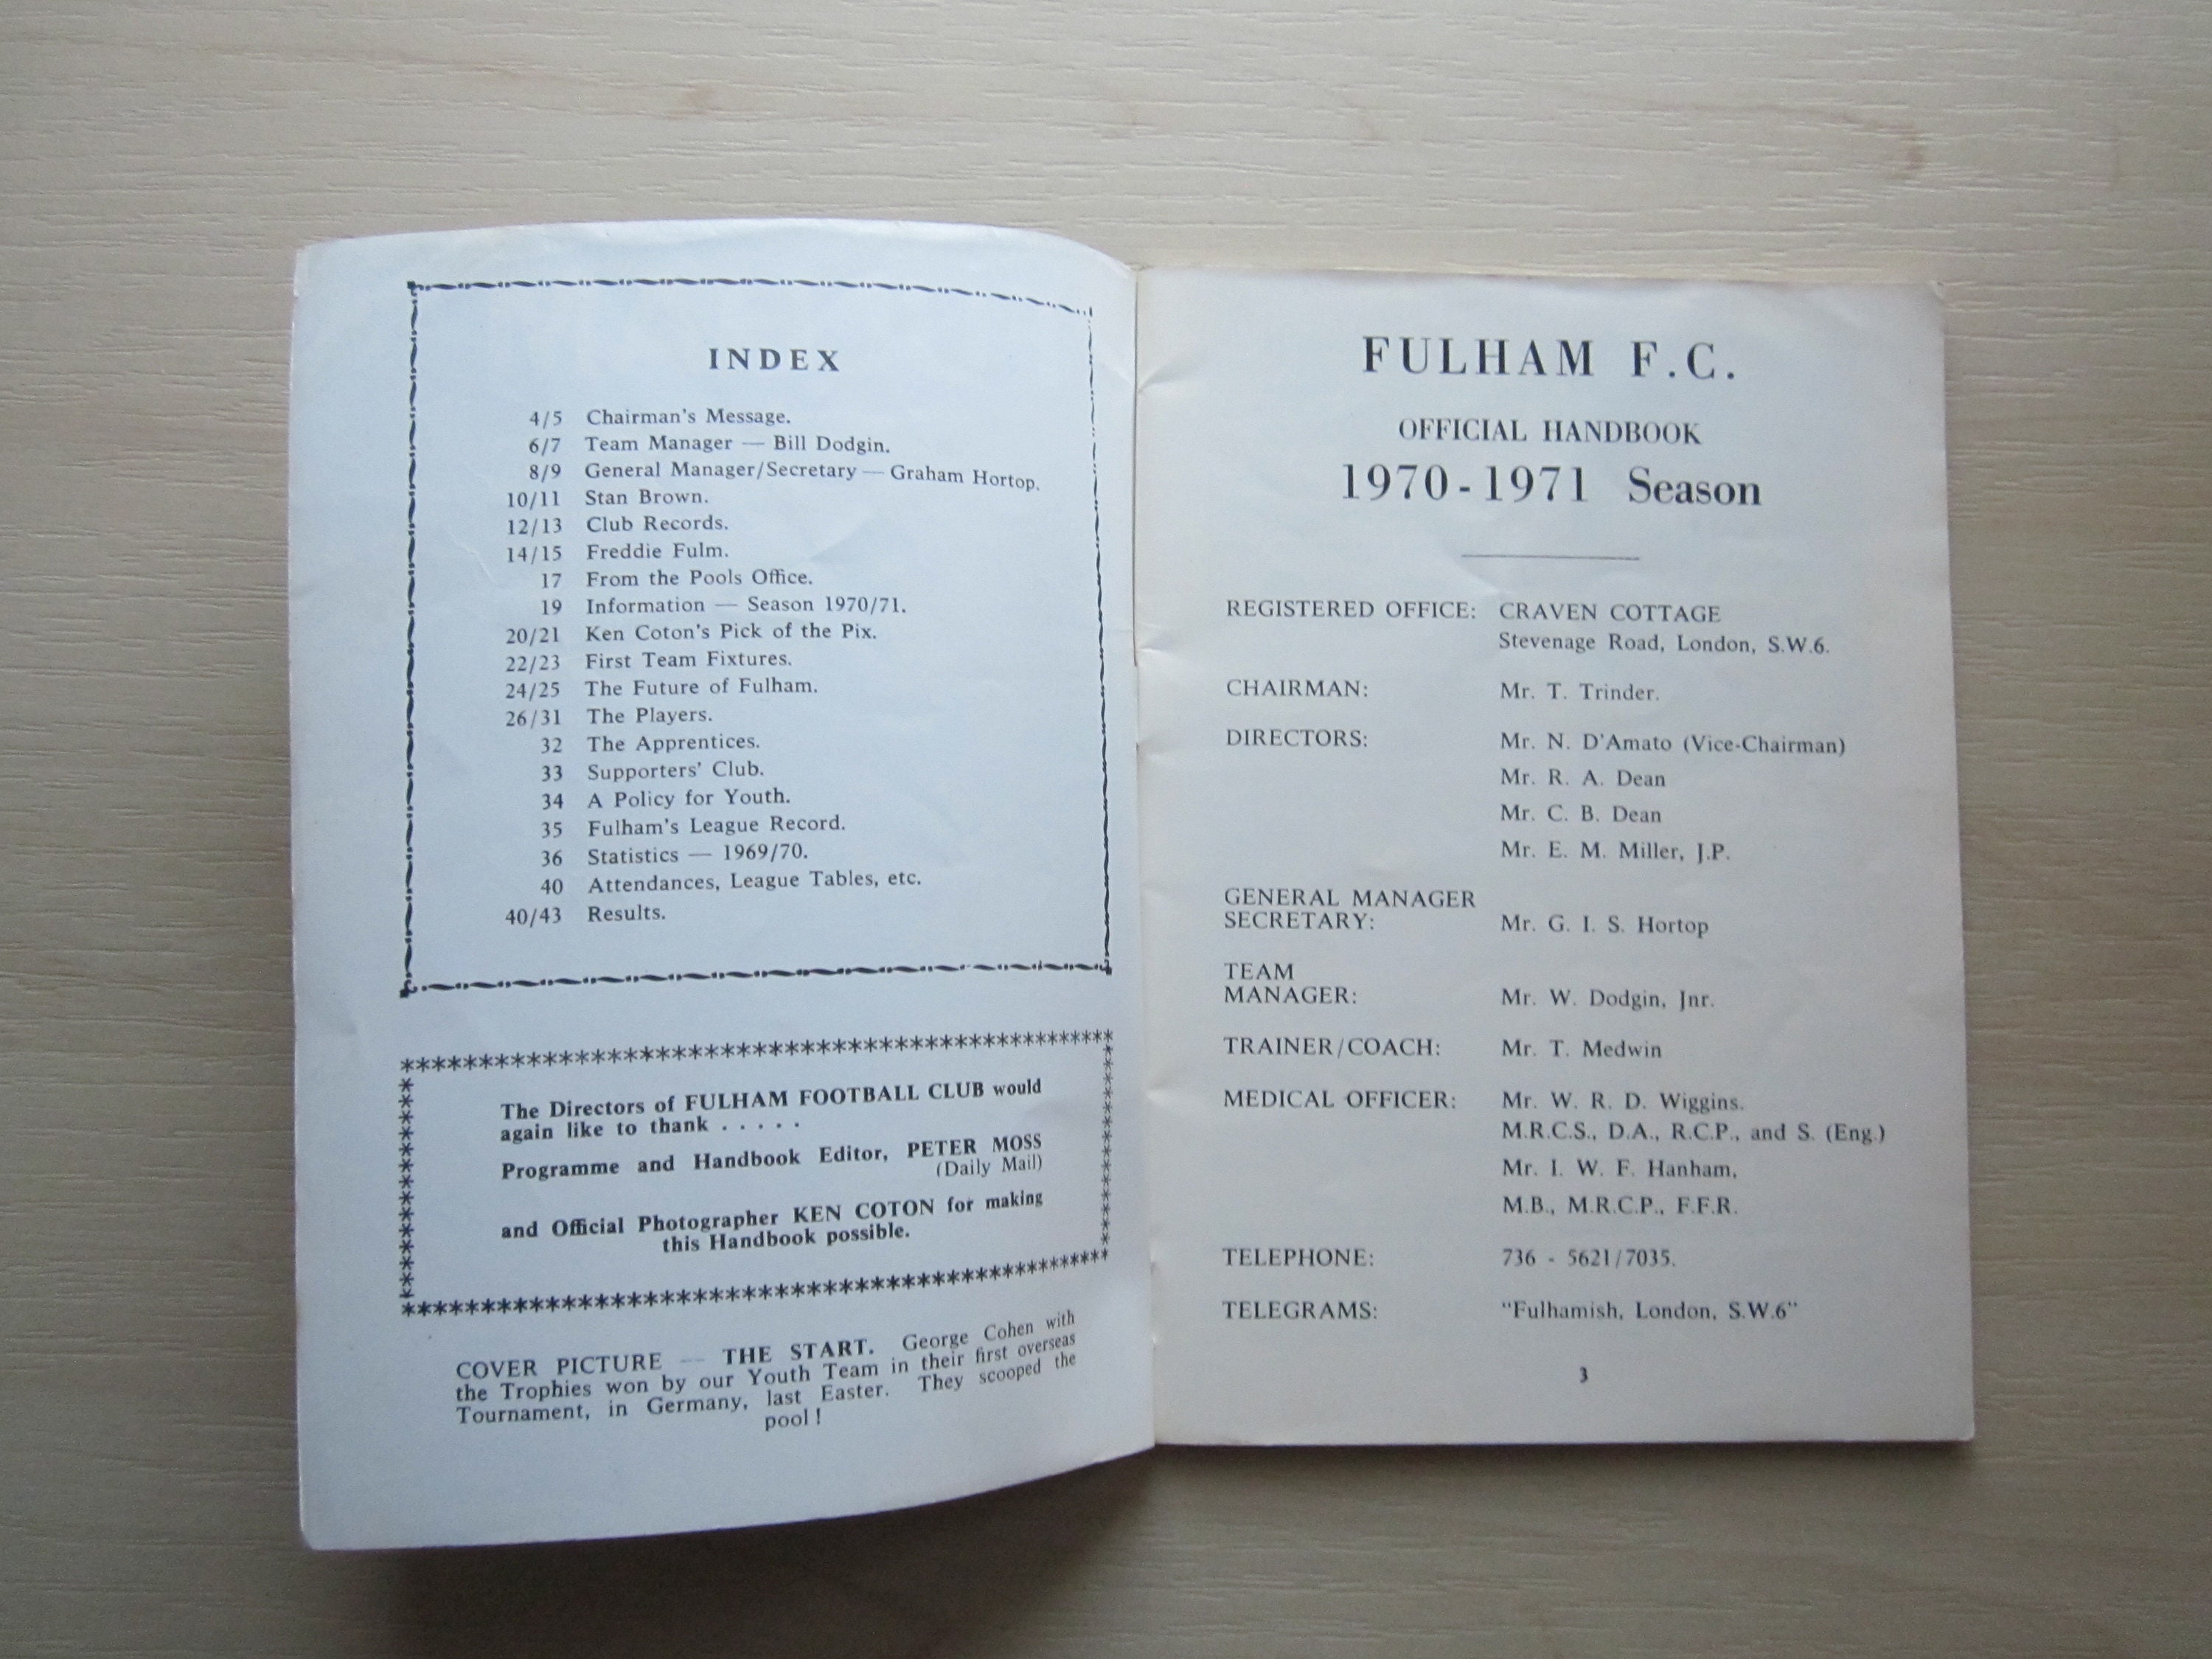 INDEX
4/5 Chairman's Message.
6/7 Team Manager — Bill Dodgin.
8/9 General Manager/Secretary — Graham Hortop.
10/11 Stan Brown.
12/13 Club Records.
14/15 Freddie Fulm.
17 From the Pools Office.
19 Information — Season 1970/71.
20/21 Ken Coton's Pick of the Pix.
22/23 First Team Fixtures.
24/25 The Future of Fulham.
26/31 The Players.
32 The Apprentices.
33 Supporters' Club.
34 A Policy for Youth.
35 Fulham's League Record.
36 Statistics — 1969/70.
40 Attendances, League Tables, etc.
40/43 Results.
The Directors of FULHAM FOOTBALL CLUB would
again like to thank . . . . .
Programme and Handbook Editor, PETER MOSS
(Daily Mail)
and Official Photographer KEN COTON for making
this Handbook possible.
COVER PICTURE — THE START. George Cohen with
the Trophies won by our Youth Team in their first overseas
Tournament, in Germany, last Easter. They scooped the
pool !
FULHAM F.C.
OFFICIAL HANDBOOK
1970-1971 Season
REGISTERED OFFICE: CRAVEN COTTAGE
Stevenage Road, London, S.W.6.
CHAIRMAN: Mr. T. Trinder.
DIRECTORS: Mr. N. D'Amato (Vice-Chairman)
Mr. R. A. Dean
Mr. C. B. Dean
Mr. E. M. Miller, J.P.
GENERAL MANAGER
SECRETARY: Mr. G. I. S. Hortop
TEAM
MANAGER: Mr. W. Dodgin, Jnr.
TRAINER/COACH: Mr. T. Medwin
MEDICAL OFFICER: Mr. W. R. D. Wiggins.
M.R.C.S., D.A., R.C.P., and S. (Eng.)
Mr. I. W. F. Hanham,
M.B., M.R.C.P., F.F.R.
TELEPHONE: 736 - 5621/7035.
TELEGRAMS: "Fulhamish, London, S.W.6"
3